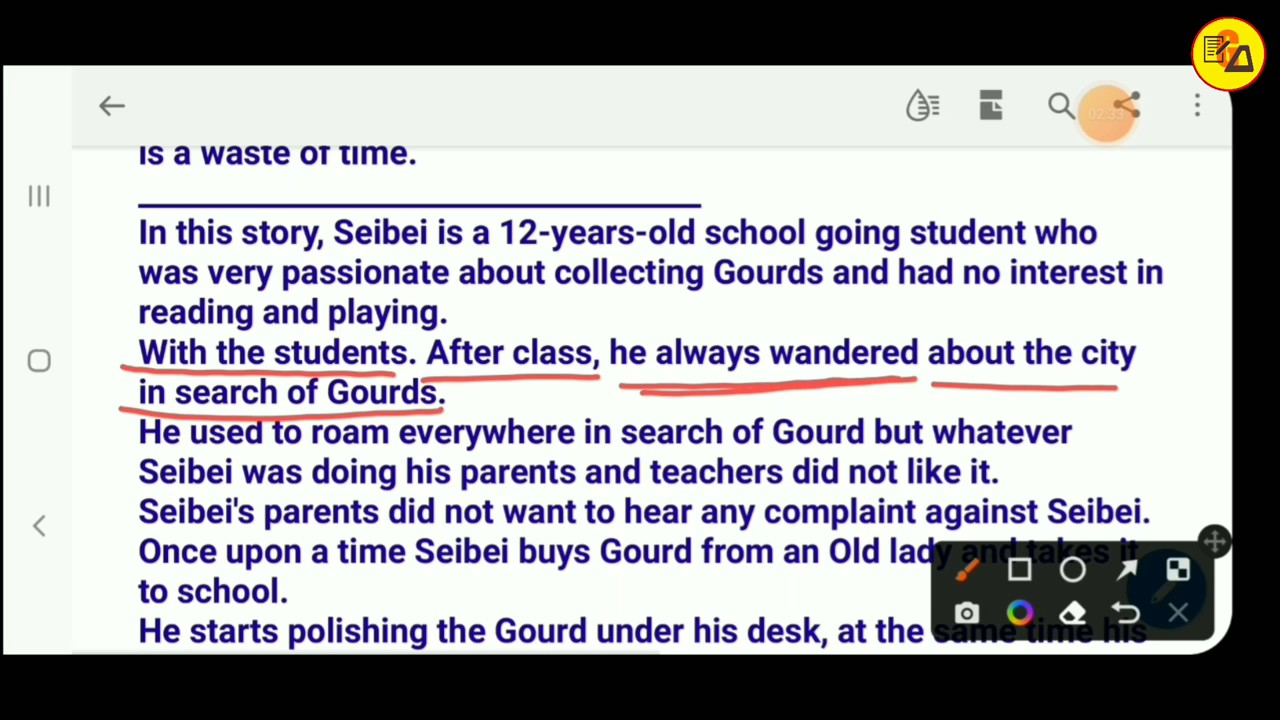 is a waste of time.
In this story, Seibei is a 12-years-old school going student who
was very passionate about collecting Gourds and had no interest in
reading and playing.
With the students. After class, he always wandered about the city
in search of Gourds.
He used to roam everywhere in search of Gourd but whatever
Seibei was doing his parents and teachers did not like it.
Seibei's parents did not want to hear any complaint against Seibei.
Once upon a time Seibei buys Gourd from an Old lady and takes it
to school.
He starts polishing the Gourd under his desk, at the same time his
02:33